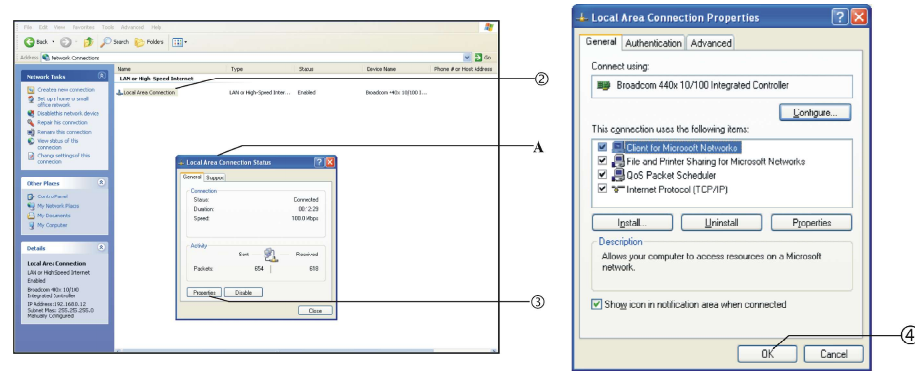 File Edit View Favorites Tools Advanced Help
Back Search Folders
Address Network Connections Go
Name Type Status Device Name Phone # or Host Address
LAN or High-Speed Internet
Local Area Connection LAN or High-Speed Inter... Enabled Broadcom 440x 10/100 I...
Network Tasks
Create a new connection
Set up a home or small
office network
Disable this network device
Repair this connection
Rename this connection
View status of this
connection
Change settings of this
connection
Other Places
Control Panel
My Network Places
My Documents
My Computer
Details
Local Area Connection
LAN or High-Speed Internet
Enabled
Broadcom 440x 10/100
Integrated Controller
IP Address: 192.168.0.12
Subnet Mask: 255.255.255.0
Manually Configured
Local Area Connection Status
General Support
Connection
Status: Connected
Duration:
Speed: 100.0 Mbps
Activity
Sent Received
Packets: 654 618
Properties Disable
Close
②
A
③
Local Area Connection Properties
General Authentication Advanced
Connect using:
Broadcom 440x 10/100 Integrated Controller
Configure...
This connection uses the following items:
Client for Microsoft Networks
File and Printer Sharing for Microsoft Networks
QoS Packet Scheduler
Internet Protocol (TCP/IP)
Install... Uninstall Properties
Description
Allows your computer to access resources on a Microsoft
network.
Show icon in notification area when connected
OK Cancel
④